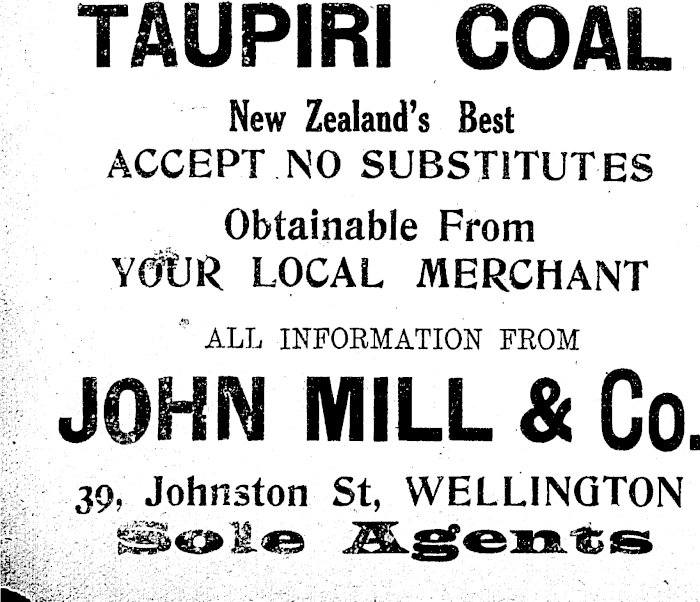 TAUPIRI COAL
New Zealand's Best
ACCEPT NO SUBSTITUTES
Obtainable From
YOUR LOCAL MERCHANT
ALL INFORMATION FROM
JOHN MILL & Co.
39, Johnston St, WELLINGTON
Sole Agents